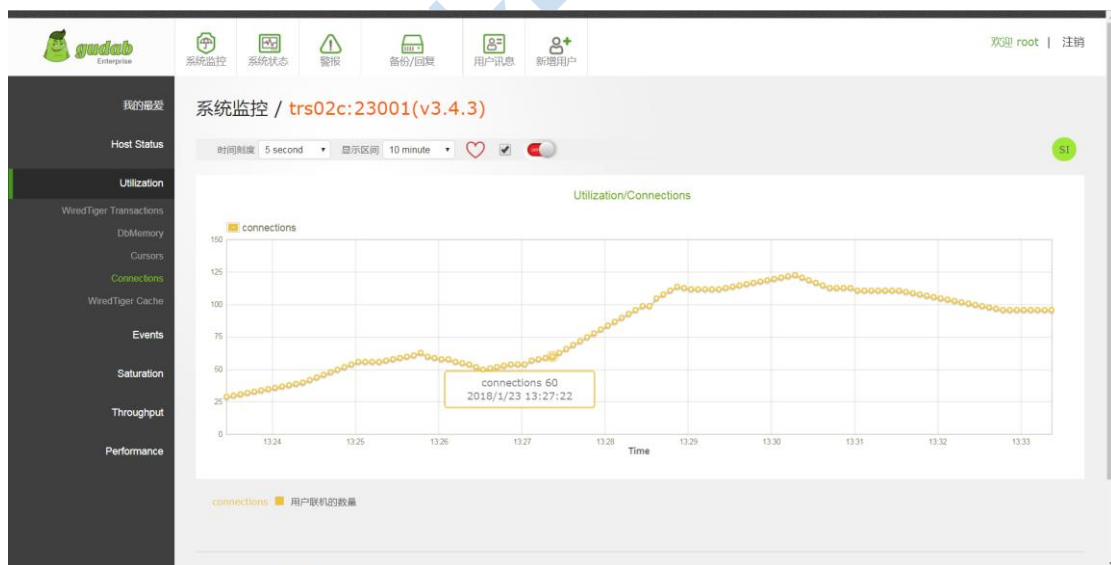 gudab
Enterprise
系统监控
系统状态
警报
备份/回复
用户讯息
新增用户
欢迎 root | 注销
我的最爱
Host Status
Utilization
WiredTiger Transactions
DbMemory
Cursors
Connections
WiredTiger Cache
Events
Saturation
Throughput
Performance
系统监控 / trs02c:23001(v3.4.3)
时间刻度 5 second 显示区间 10 minute
SI
Utilization/Connections
connections
150
125
100
75
50
25
0
connections 60
2018/1/23 13:27:22
13:24 13:25 13:26 13:27 13:28 13:29 13:30 13:31 13:32 13:33
Time
connections 用户联机的数量